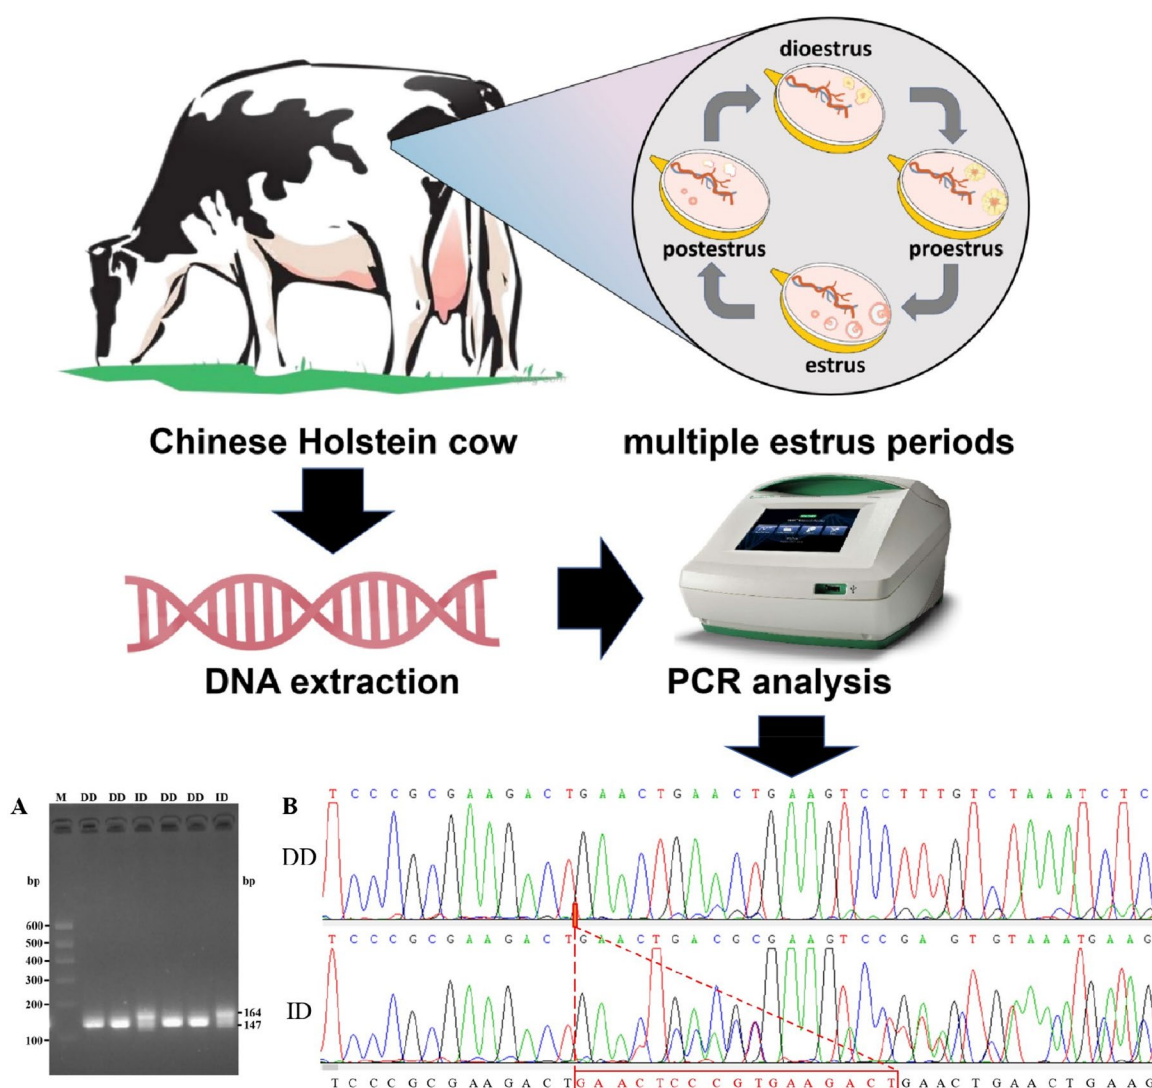 dioestrus
postestrus
proestrus
estrus
Chinese Holstein cow
multiple estrus periods
DNA extraction
PCR analysis
A
M DD DD ID DD DD ID
bp
bp
600
500
400
300
200
100
164
147
B
T C C C G C G A A G A C T G A A C T G A A C T G A A G T C C T T T G T C T A A A T C T C
DD
T C C C G C G A A G A C T G A A C T G A C G C G A A G T C C G A G T G T A A A T G A A G
ID
T C C C G C G A A G A C T G A A C T C C C G T G A A G A C T G A A C T G A A C T G A A G